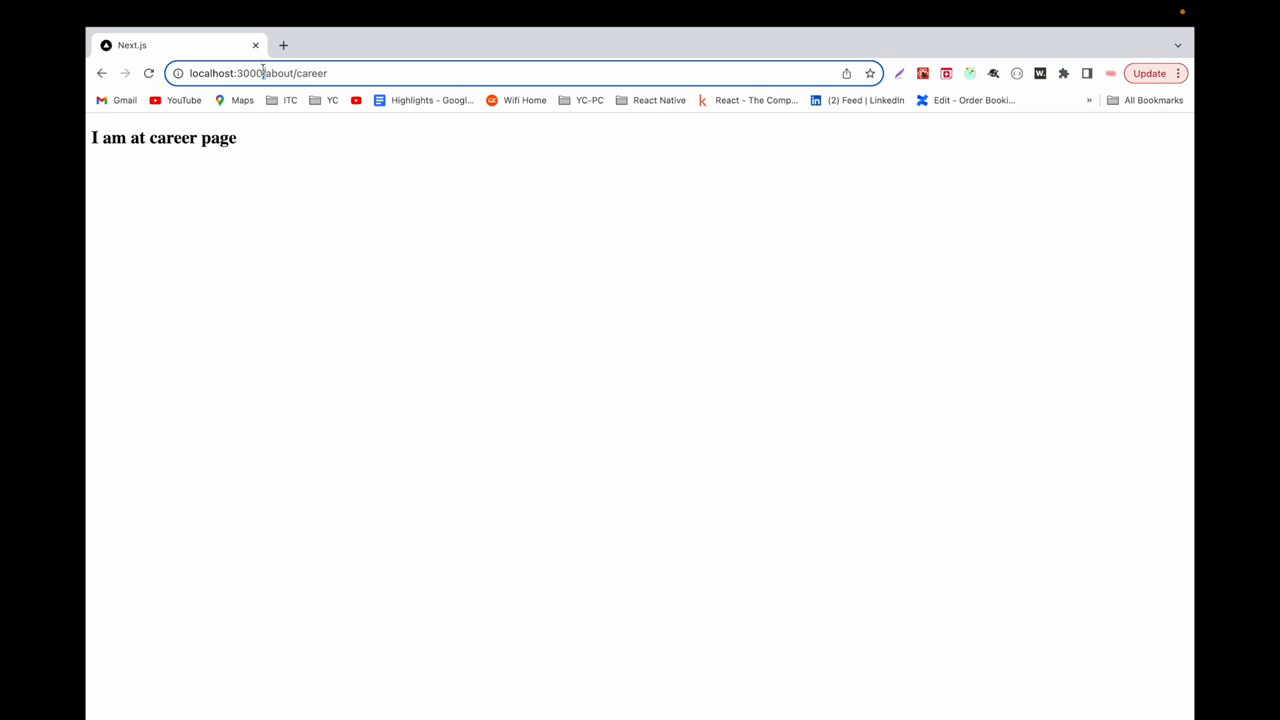 Next.js
localhost:3000/about/career
Update
Gmail YouTube Maps ITC YC Highlights - Googl... Wifi Home YC-PC React Native React - The Comp... (2) Feed | LinkedIn Edit - Order Booki... » All Bookmarks
I am at career page